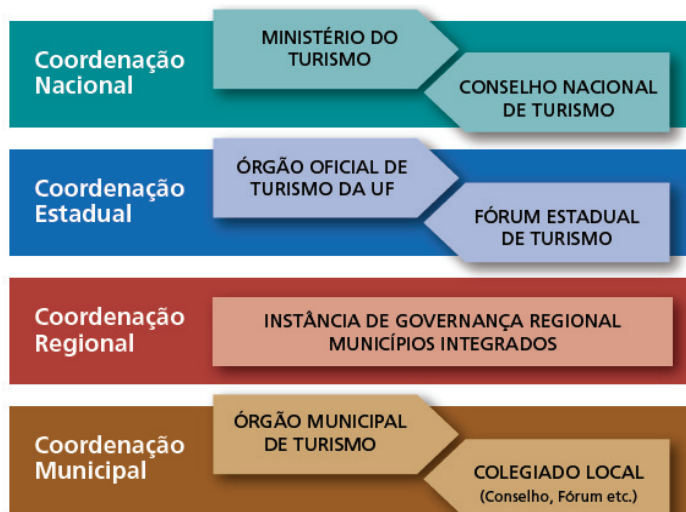 Coordenação
Nacional
MINISTÉRIO DO
TURISMO
CONSELHO NACIONAL
DE TURISMO
Coordenação
Estadual
ÓRGÃO OFICIAL DE
TURISMO DA UF
FÓRUM ESTADUAL
DE TURISMO
Coordenação
Regional
INSTÂNCIA DE GOVERNANÇA REGIONAL
MUNICÍPIOS INTEGRADOS
Coordenação
Municipal
ÓRGÃO MUNICIPAL
DE TURISMO
COLEGIADO LOCAL
(Conselho, Fórum etc.)